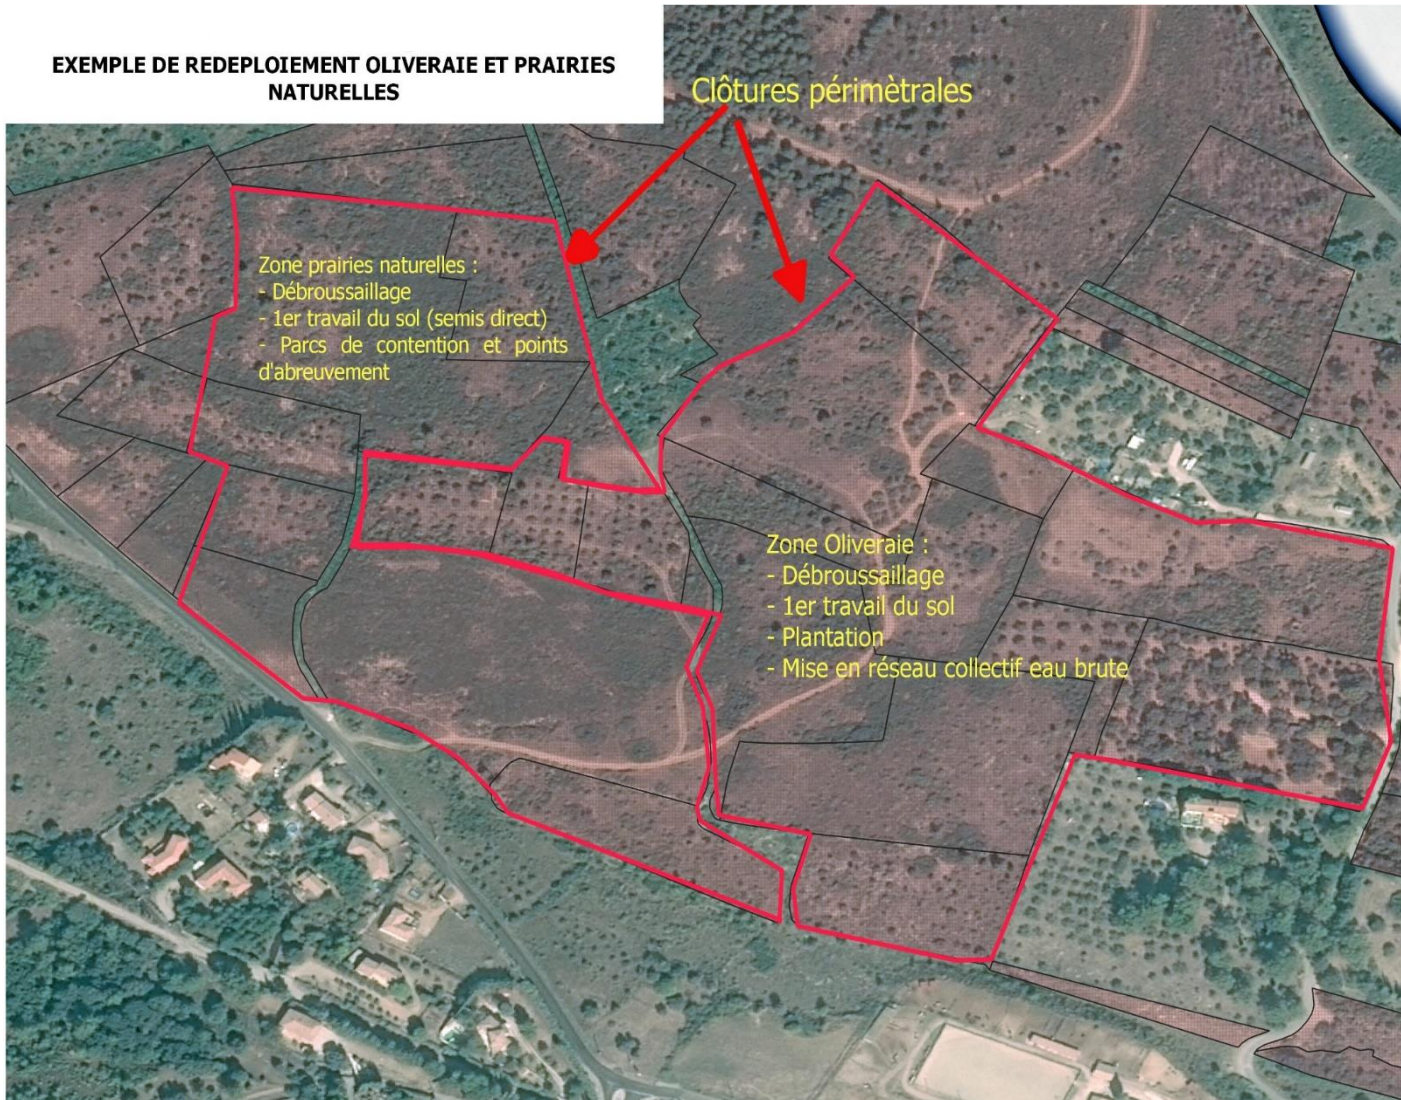 EXEMPLE DE REDEPLOIEMENT OLIVERAIE ET PRAIRIES
NATURELLES
Clôtures périmètrales
Zone prairies naturelles :
- Débroussaillage
- 1er travail du sol (semis direct)
- Parcs de contention et points
d'abreuvement
Zone Oliveraie :
- Débroussaillage
- 1er travail du sol
- Plantation
- Mise en réseau collectif eau brute